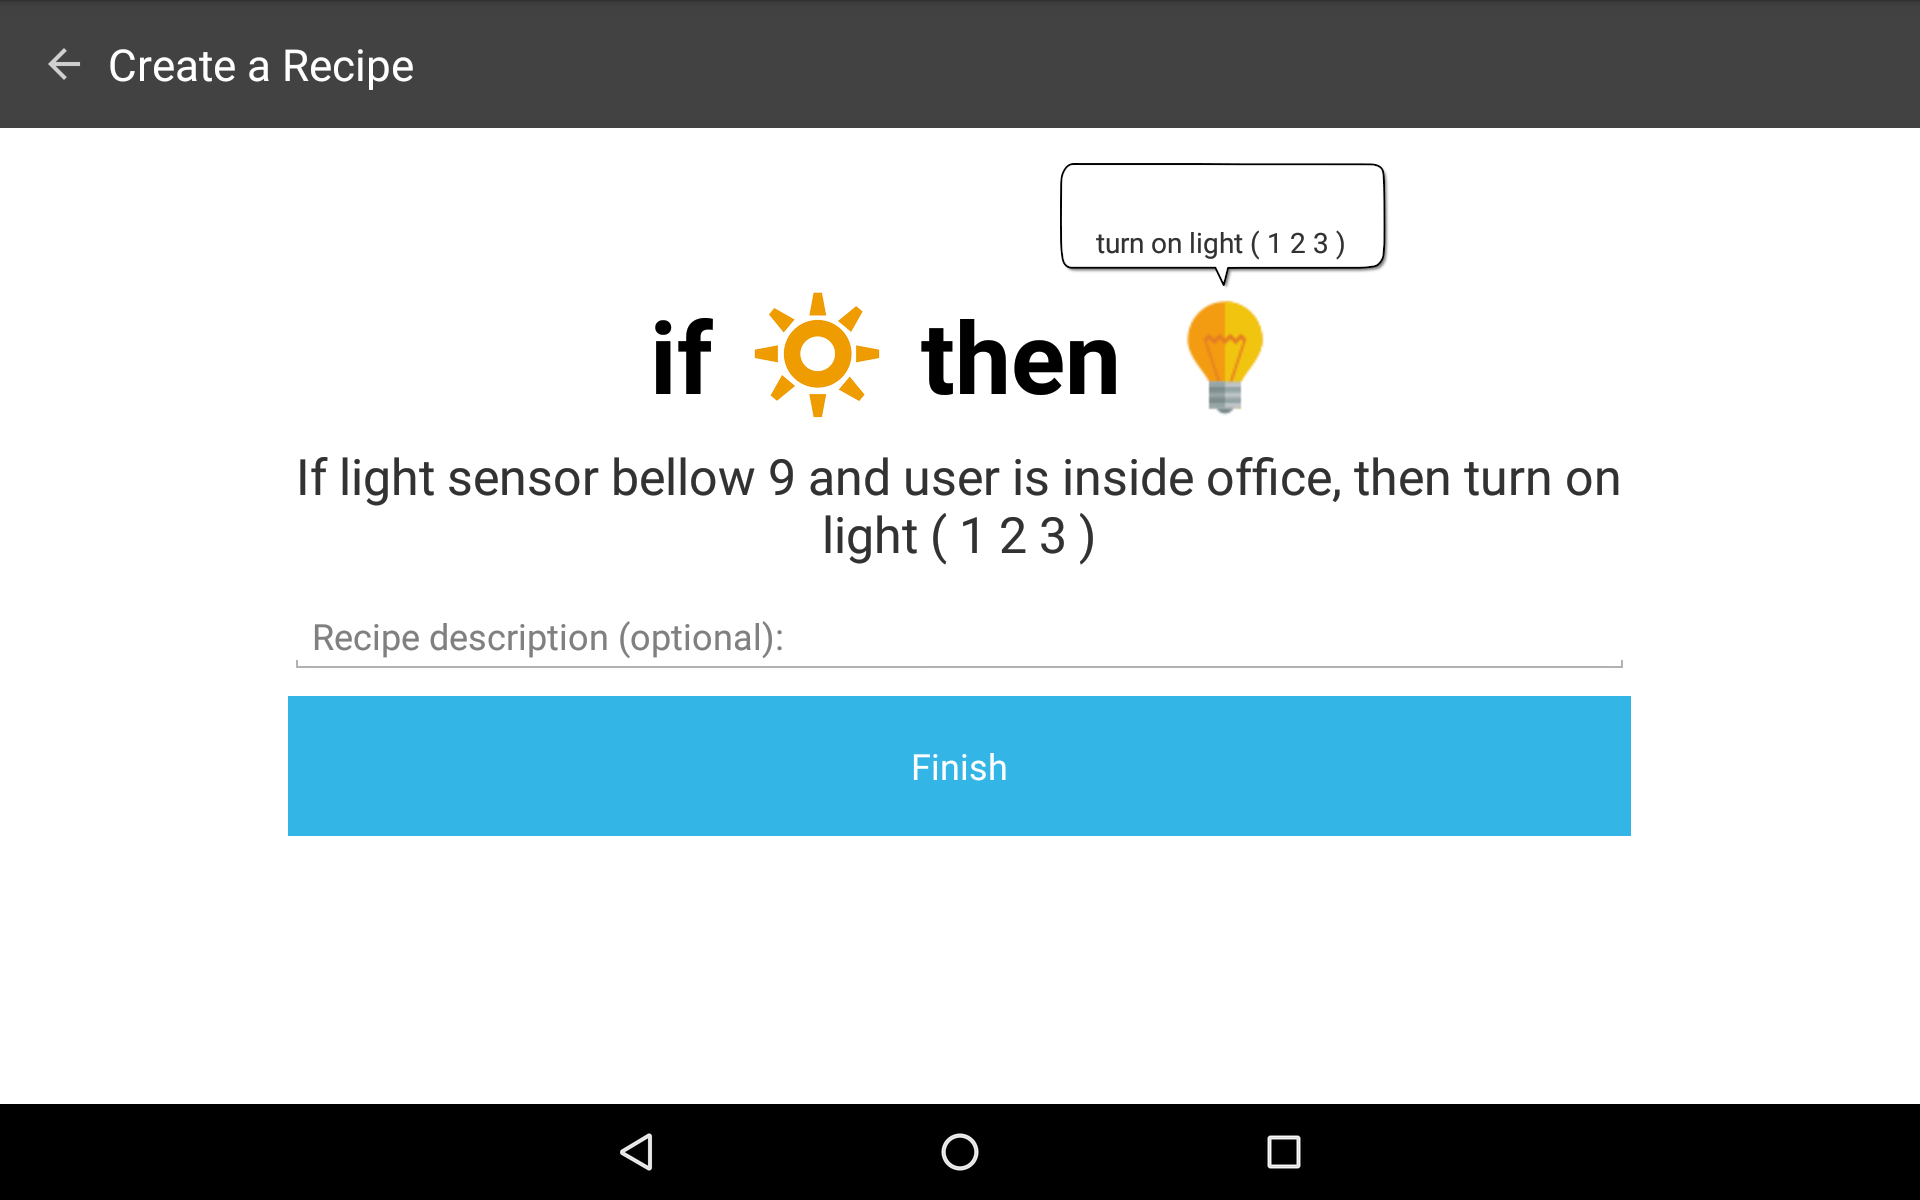 Create a Recipe
turn on light ( 1 2 3 )
if then
If light sensor bellow 9 and user is inside office, then turn on
light ( 1 2 3 )
Recipe description (optional):
Finish